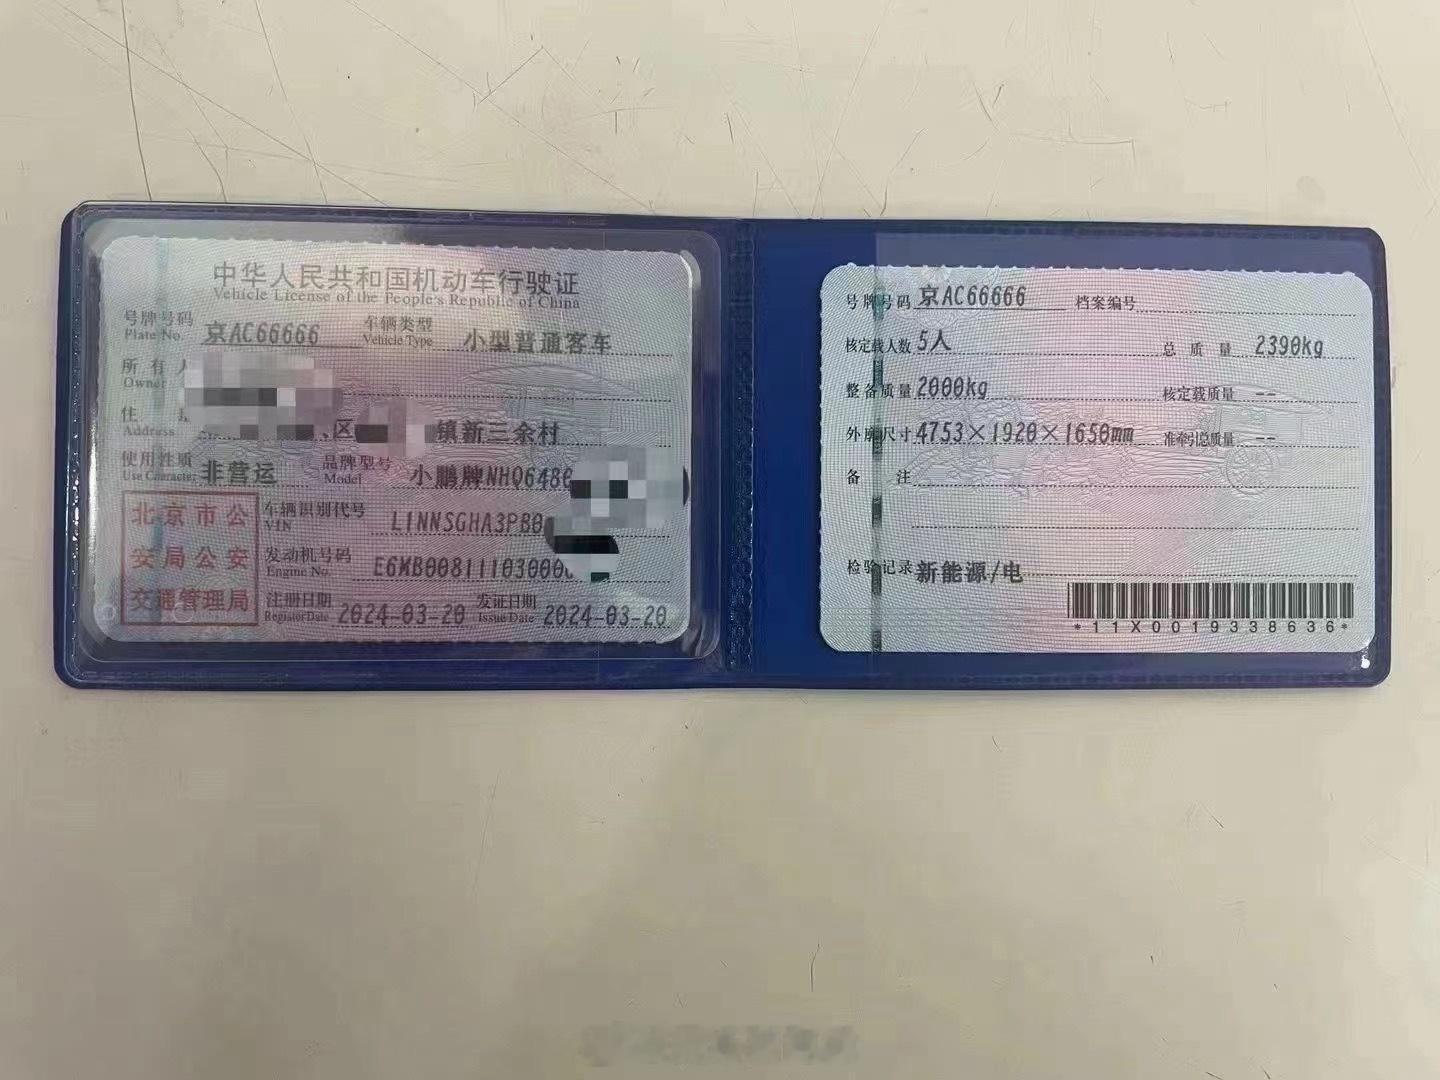 中华人民共和国机动车行驶证
Vehicle License of the People's Republic of China
号牌号码 京AC66666 车辆类型 小型普通客车
Plate No. Vehicle Type
所有人
Owner
住
Address 区 镇新三余村
使用性质 非营运 品牌型号 小鹏牌NHQ6480
Use Character Model
北京市公
安局公安
交通管理局
车辆识别代号 L1NNSGHA3PB0
VIN
发动机号码 E6WB00811103000
Engine No.
注册日期 2024-03-20 发证日期 2024-03-20
Register Date Issue Date
号牌号码 京AC66666 档案编号
核定载人数 5人 总质量 2390kg
整备质量 2000kg 核定载质量 --
外廓尺寸 4753×1920×1650mm 准牵引总质量 --
备注
检验记录 新能源/电
*11X0019338636*